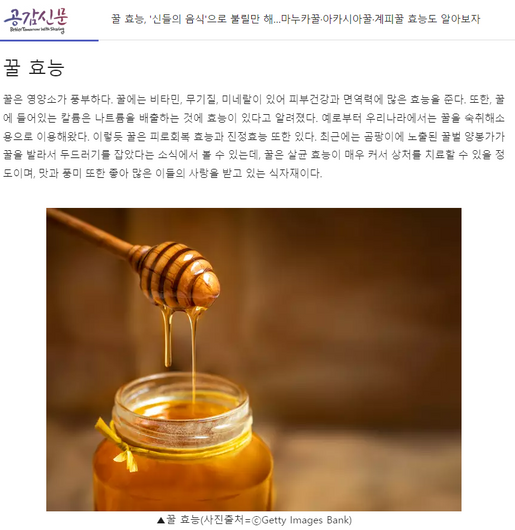 공감신문
Better Tomorrow With Sharing
꿀 효능, '신들의 음식'으로 불릴만 해...마누카꿀·아카시아꿀·계피꿀 효능도 알아보자
꿀 효능
꿀은 영양소가 풍부하다. 꿀에는 비타민, 무기질, 미네랄이 있어 피부건강과 면역력에 많은 효능을 준다. 또한, 꿀
에 들어있는 칼륨은 나트륨을 배출하는 것에 효능이 있다고 알려졌다. 예로부터 우리나라에서는 꿀을 숙취해소
용으로 이용해왔다. 이렇듯 꿀은 피로회복 효능과 진정효능 또한 있다. 최근에는 곰팡이에 노출된 꿀벌 양봉가가
꿀을 발라서 두드러기를 잡았다는 소식에서 볼 수 있는데, 꿀은 살균 효능이 매우 커서 상처를 치료할 수 있을 정
도이며, 맛과 풍미 또한 좋아 많은 이들의 사랑을 받고 있는 식자재이다.
▲꿀 효능(사진출처=ⓒGetty Images Bank)